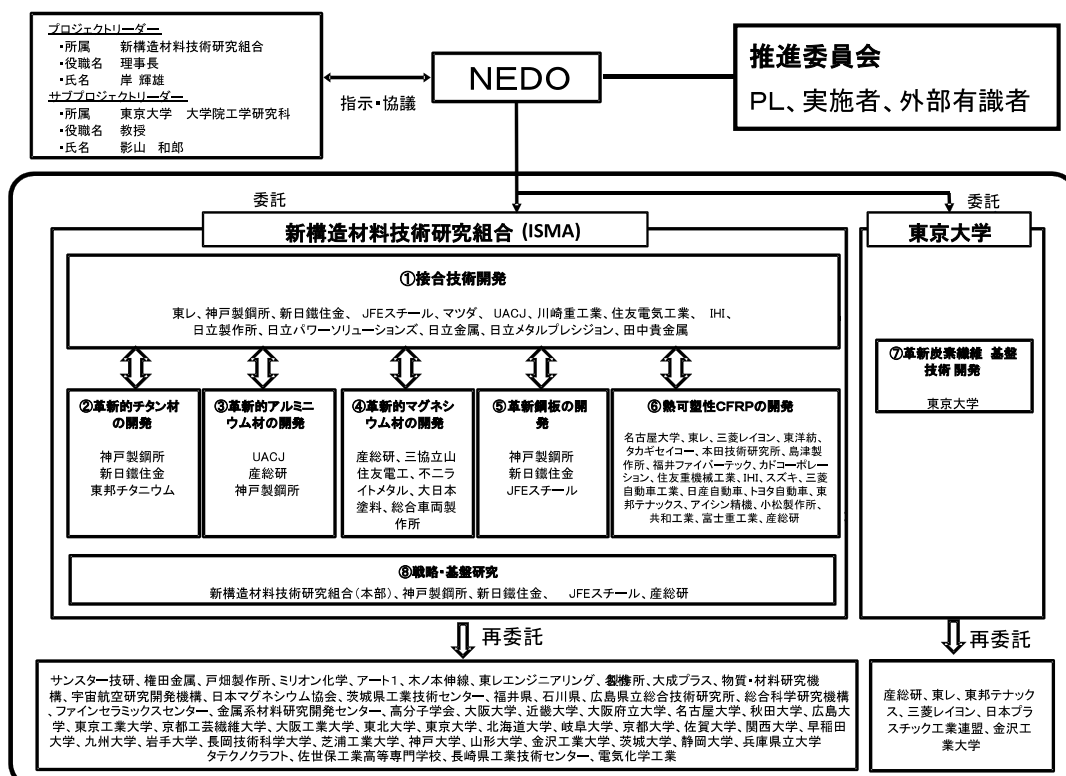 プロジェクトリーダー
・所属 新構造材料技術研究組合
・役職名 理事長
・氏名 岸 輝雄
サブプロジェクトリーダー
・所属 東京大学 大学院工学研究科
・役職名 教授
・氏名 影山 和郎
指示・協議
NEDO
推進委員会
PL、実施者、外部有識者
委託
委託
新構造材料技術研究組合(ISMA)
①接合技術開発
東レ、神戸製鋼所、新日鐵住金、 JFEスチール、マツダ、 UACJ、川崎重工業、住友電気工業、 IHI、
日立製作所、日立パワーソリューションズ、日立金属、日立メタルプレシジョン、田中貴金属
②革新的チタン材
の開発
神戸製鋼所
新日鐵住金
東邦チタニウム
③革新的アルミニ
ウム材の開発
UACJ
産総研
神戸製鋼所
④革新的マグネシ
ウム材の開発
産総研、三協立山
住友電工、不二ラ
イトメタル、大日本
塗料、総合車両製
作所
⑤革新鋼板の開
発
神戸製鋼所
新日鐵住金
JFEスチール
⑥熱可塑性CFRPの開発
名古屋大学、東レ、三菱レイヨン、東洋紡、
タカギセイコー、本田技術研究所、島津製
作所、福井ファイバーテック、カドコーポレー
ション、住友重機械工業、IHI、スズキ、三菱
自動車工業、日産自動車、トヨタ自動車、東
邦テナックス、アイシン精機、小松製作所、
共和工業、富士重工業、産総研
⑧戦略・基盤研究
新構造材料技術研究組合(本部)、神戸製鋼所、新日鐵住金、 JFEスチール、産総研
東京大学
⑦革新炭素繊維 基盤
技術開発
東京大学
再委託
サンスター技研、権田金属、戸畑製作所、ミリオン化学、アート1、木ノ本伸線、東レエンジニアリング、製作所、大成プラス、物質・材料研究機
構、宇宙航空研究開発機構、日本マグネシウム協会、茨城県工業技術センター、福井県、石川県、広島県立総合技術研究所、総合科学研究機構
、ファインセラミックスセンター、金属系材料研究開発センター、高分子学会、大阪大学、近畿大学、大阪府立大学、名古屋大学、秋田大学、広島大
学、東京工業大学、京都工芸繊維大学、大阪工業大学、東北大学、東京大学、北海道大学、岐阜大学、京都大学、佐賀大学、関西大学、早稲田
大学、九州大学、岩手大学、長岡技術科学大学、芝浦工業大学、神戸大学、山形大学、金沢工業大学、茨城大学、静岡大学、兵庫県立大学
タテクノクラフト、佐世保工業高等専門学校、長崎県工業技術センター、電気化学工業
再委託
産総研、東レ、東邦テナック
ス、三菱レイヨン、日本プラ
スチック工業連盟、金沢工
業大学